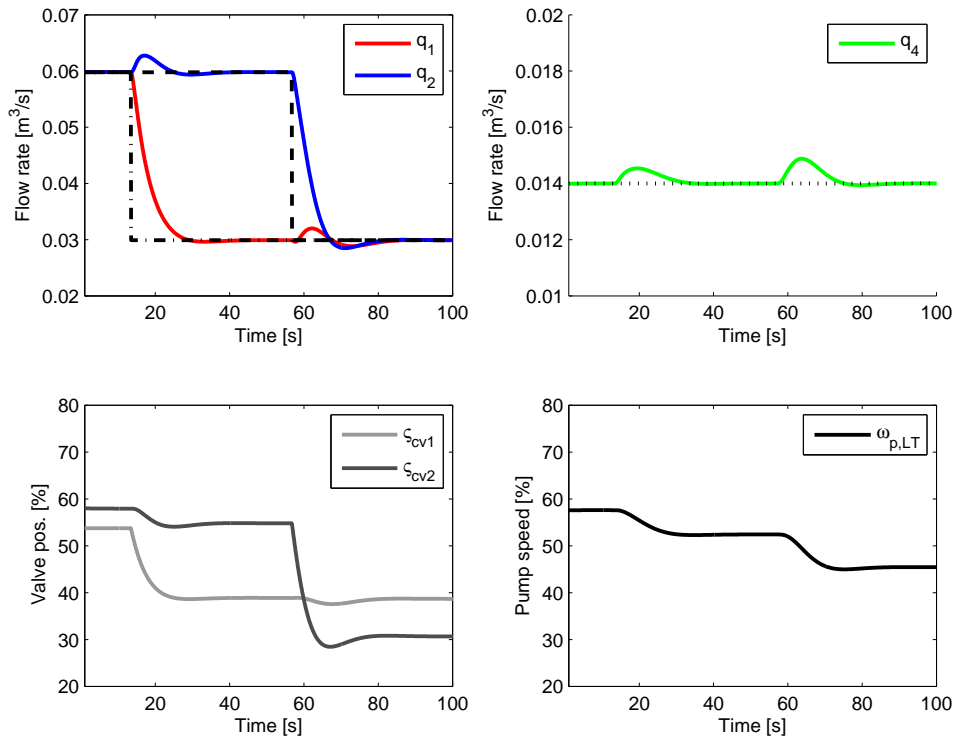 0.07
0.06
0.05
0.04
0.03
0.02
20 40 60 80 100
Time [s]
Flow rate [m³/s]
q₁
q₂
0.02
0.018
0.016
0.014
0.012
0.01
20 40 60 80 100
Time [s]
Flow rate [m³/s]
q₄
80
70
60
50
40
30
20
20 40 60 80 100
Time [s]
Valve pos. [%]
ς_cv1
ς_cv2
80
70
60
50
40
30
20
20 40 60 80 100
Time [s]
Pump speed [%]
ω_p,LT